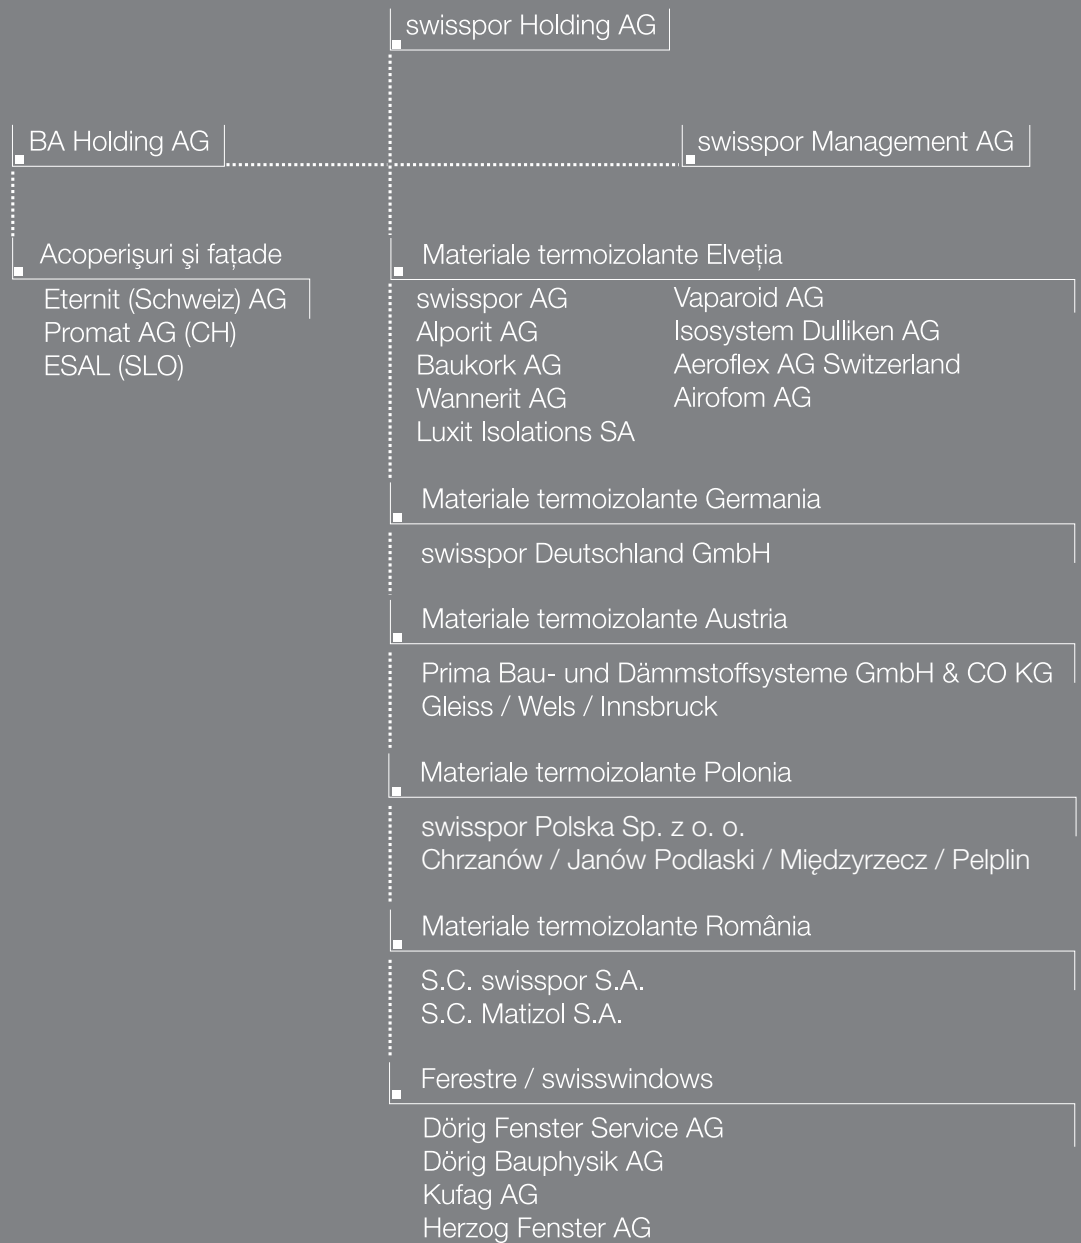 swisspor Holding AG
BA Holding AG
swisspor Management AG
Acoperişuri şi faţade
Eternit (Schweiz) AG
Promat AG (CH)
ESAL (SLO)
Materiale termoizolante Elveţia
swisspor AG
Alporit AG
Baukork AG
Wannerit AG
Luxit Isolations SA
Vaparoid AG
Isosystem Dulliken AG
Aeroflex AG Switzerland
Airofom AG
Materiale termoizolante Germania
swisspor Deutschland GmbH
Materiale termoizolante Austria
Prima Bau- und Dämmstoffsysteme GmbH & CO KG
Gleiss / Wels / Innsbruck
Materiale termoizolante Polonia
swisspor Polska Sp. z o. o.
Chrzanów / Janów Podlaski / Międzyrzecz / Pelplin
Materiale termoizolante România
S.C. swisspor S.A.
S.C. Matizol S.A.
Ferestre / swisswindows
Dörig Fenster Service AG
Dörig Bauphysik AG
Kufag AG
Herzog Fenster AG